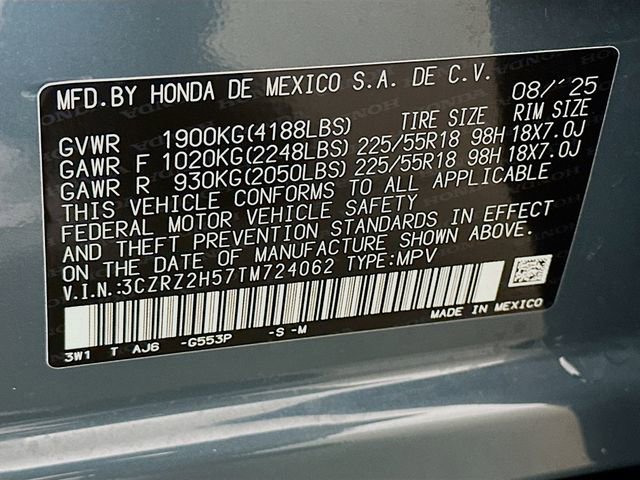 MFD.BY HONDA DE MEXICO S.A. DE C.V. 08/'25
TIRE SIZE RIM SIZE
GVWR 1900KG(4188LBS)
GAWR F 1020KG(2248LBS) 225/55R18 98H 18X7.0J
GAWR R 930KG(2050LBS) 225/55R18 98H 18X7.0J
THIS VEHICLE CONFORMS TO ALL APPLICABLE
FEDERAL MOTOR VEHICLE SAFETY
AND THEFT PREVENTION STANDARDS IN EFFECT
ON THE DATE OF MANUFACTURE SHOWN ABOVE.
V.I.N.:3CZRZ2H57TM724062 TYPE:MPV
MADE IN MEXICO
3W1 T AJ6 -G553P -S -M